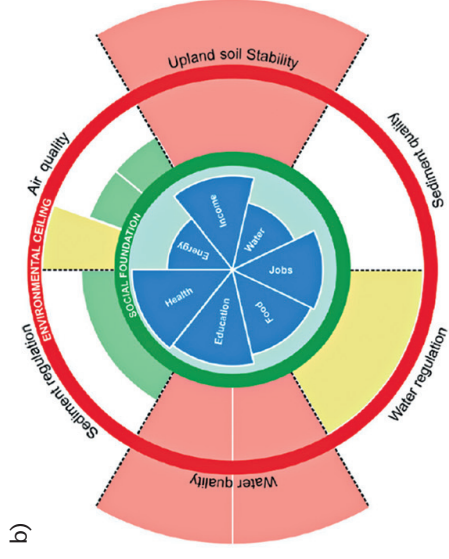 b)
ENVIRONMENTAL CEILING
SOCIAL FOUNDATION
Air quality
Upland soil Stability
Sediment quality
Water regulation
Water quality
Sediment regulation
Health
Energy
Income
Water
Jobs
Food
Education